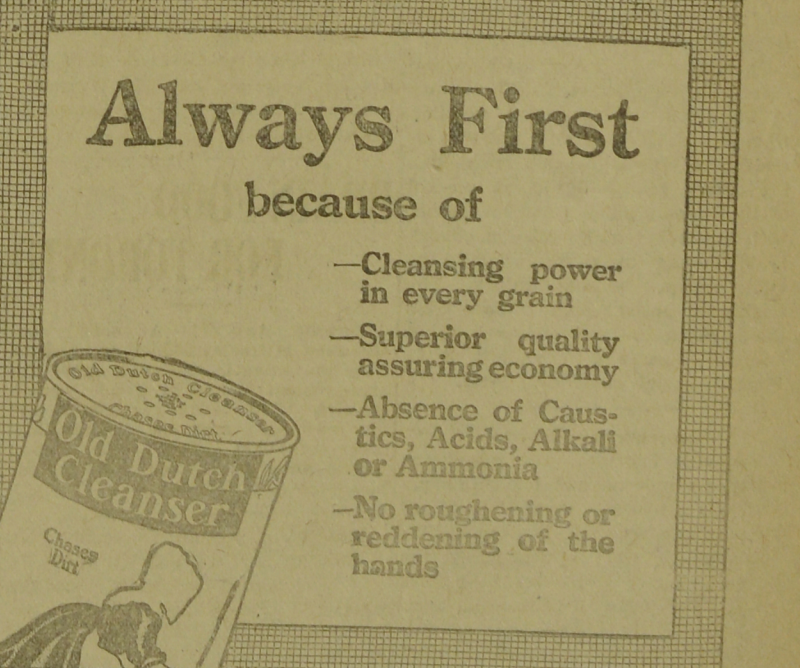 Always First
because of
—Cleansing power
in every grain
—Superior quality
assuring economy
—Absence of Caus-
tics, Acids, Alkali
or Ammonia
—No roughening or
reddening of the
hands
Old Dutch Cleanser
Chases Dirt
Old Dutch
Cleanser
Chases
Dirt